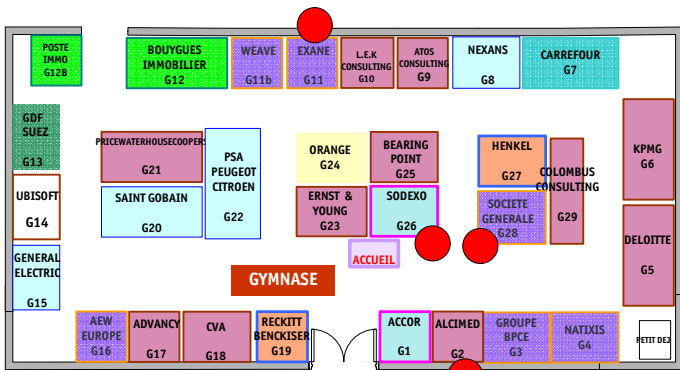 POSTE
IMMO
G12B
BOUYGUES
IMMOBILIER
G12
WEAVE
G11b
EXANE
G11
L.E.K
CONSULTING
G10
ATOS
CONSULTING
G9
NEXANS
G8
CARREFOUR
G7
GDF
SUEZ
G13
PRICEWATERHOUSECOOPERS
G21
PSA
PEUGEOT
CITROEN
G22
ORANGE
G24
BEARING
POINT
G25
HENKEL
G27
COLOMBUS
CONSULTING
G29
KPMG
G6
UBISOFT
G14
SAINT GOBAIN
G20
ERNST &
YOUNG
G23
SODEXO
G26
SOCIETE
GENERALE
G28
DELOITTE
G5
GENERAL
ELECTRIC
G15
ACCUEIL
GYMNASE
AEW
EUROPE
G16
ADVANCY
G17
CVA
G18
RECKITT
BENCKISER
G19
ACCOR
G1
ALCIMED
G2
GROUPE
BPCE
G3
NATIXIS
G4
PETIT DEJ